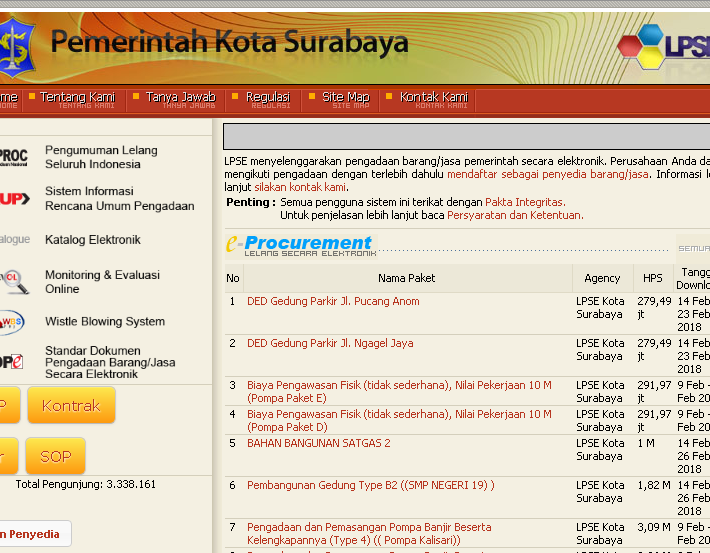 Pemerintah Kota Surabaya
LPSE
Tentang Kami
TENTANG KAMI
Tanya Jawab
TANYA JAWAB
Regulasi
REGULASI
Site Map
SITE MAP
Kontak Kami
KONTAK KAMI
Pengumuman Lelang
Seluruh Indonesia
Sistem Informasi
Rencana Umum Pengadaan
Katalog Elektronik
Monitoring & Evaluasi
Online
Wistle Blowing System
Standar Dokumen
Pengadaan Barang/Jasa
Secara Elektronik
Kontrak
SOP
Total Pengunjung: 3.338.161
Penyedia
LPSE menyelenggarakan pengadaan barang/jasa pemerintah secara elektronik. Perusahaan Anda
mengikuti pengadaan dengan terlebih dahulu mendaftar sebagai penyedia barang/jasa. Informasi
lanjut silakan kontak kami.
Penting : Semua pengguna sistem ini terikat dengan Pakta Integritas.
Untuk penjelasan lebih lanjut baca Persyaratan dan Ketentuan.
e-Procurement
LELANG SECARA ELEKTRONIK
No Nama Paket Agency HPS
1 DED Gedung Parkir Jl. Pucang Anom LPSE Kota 279,49 14 Feb
Surabaya jt 23 Feb
2018
2 DED Gedung Parkir Jl. Ngagel Jaya LPSE Kota 279,49 14 Feb
Surabaya jt 23 Feb
2018
3 Biaya Pengawasan Fisik (tidak sederhana), Nilai Pekerjaan 10 M LPSE Kota 291,97 9 Feb -
(Pompa Paket E) Surabaya jt Feb
4 Biaya Pengawasan Fisik (tidak sederhana), Nilai Pekerjaan 10 M LPSE Kota 291,97 9 Feb -
(Pompa Paket D) Surabaya jt Feb
5 BAHAN BANGUNAN SATGAS 2 LPSE Kota 1 M 14 Feb
Surabaya 26 Feb
2018
6 Pembangunan Gedung Type B2 ((SMP NEGERI 19) ) LPSE Kota 1,82 M 14 Feb
Surabaya 26 Feb
2018
7 Pengadaan dan Pemasangan Pompa Banjir Beserta LPSE Kota 3,09 M 9 Feb -
Kelengkapannya (Type 4) (( Pompa Kalisari)) Surabaya Feb